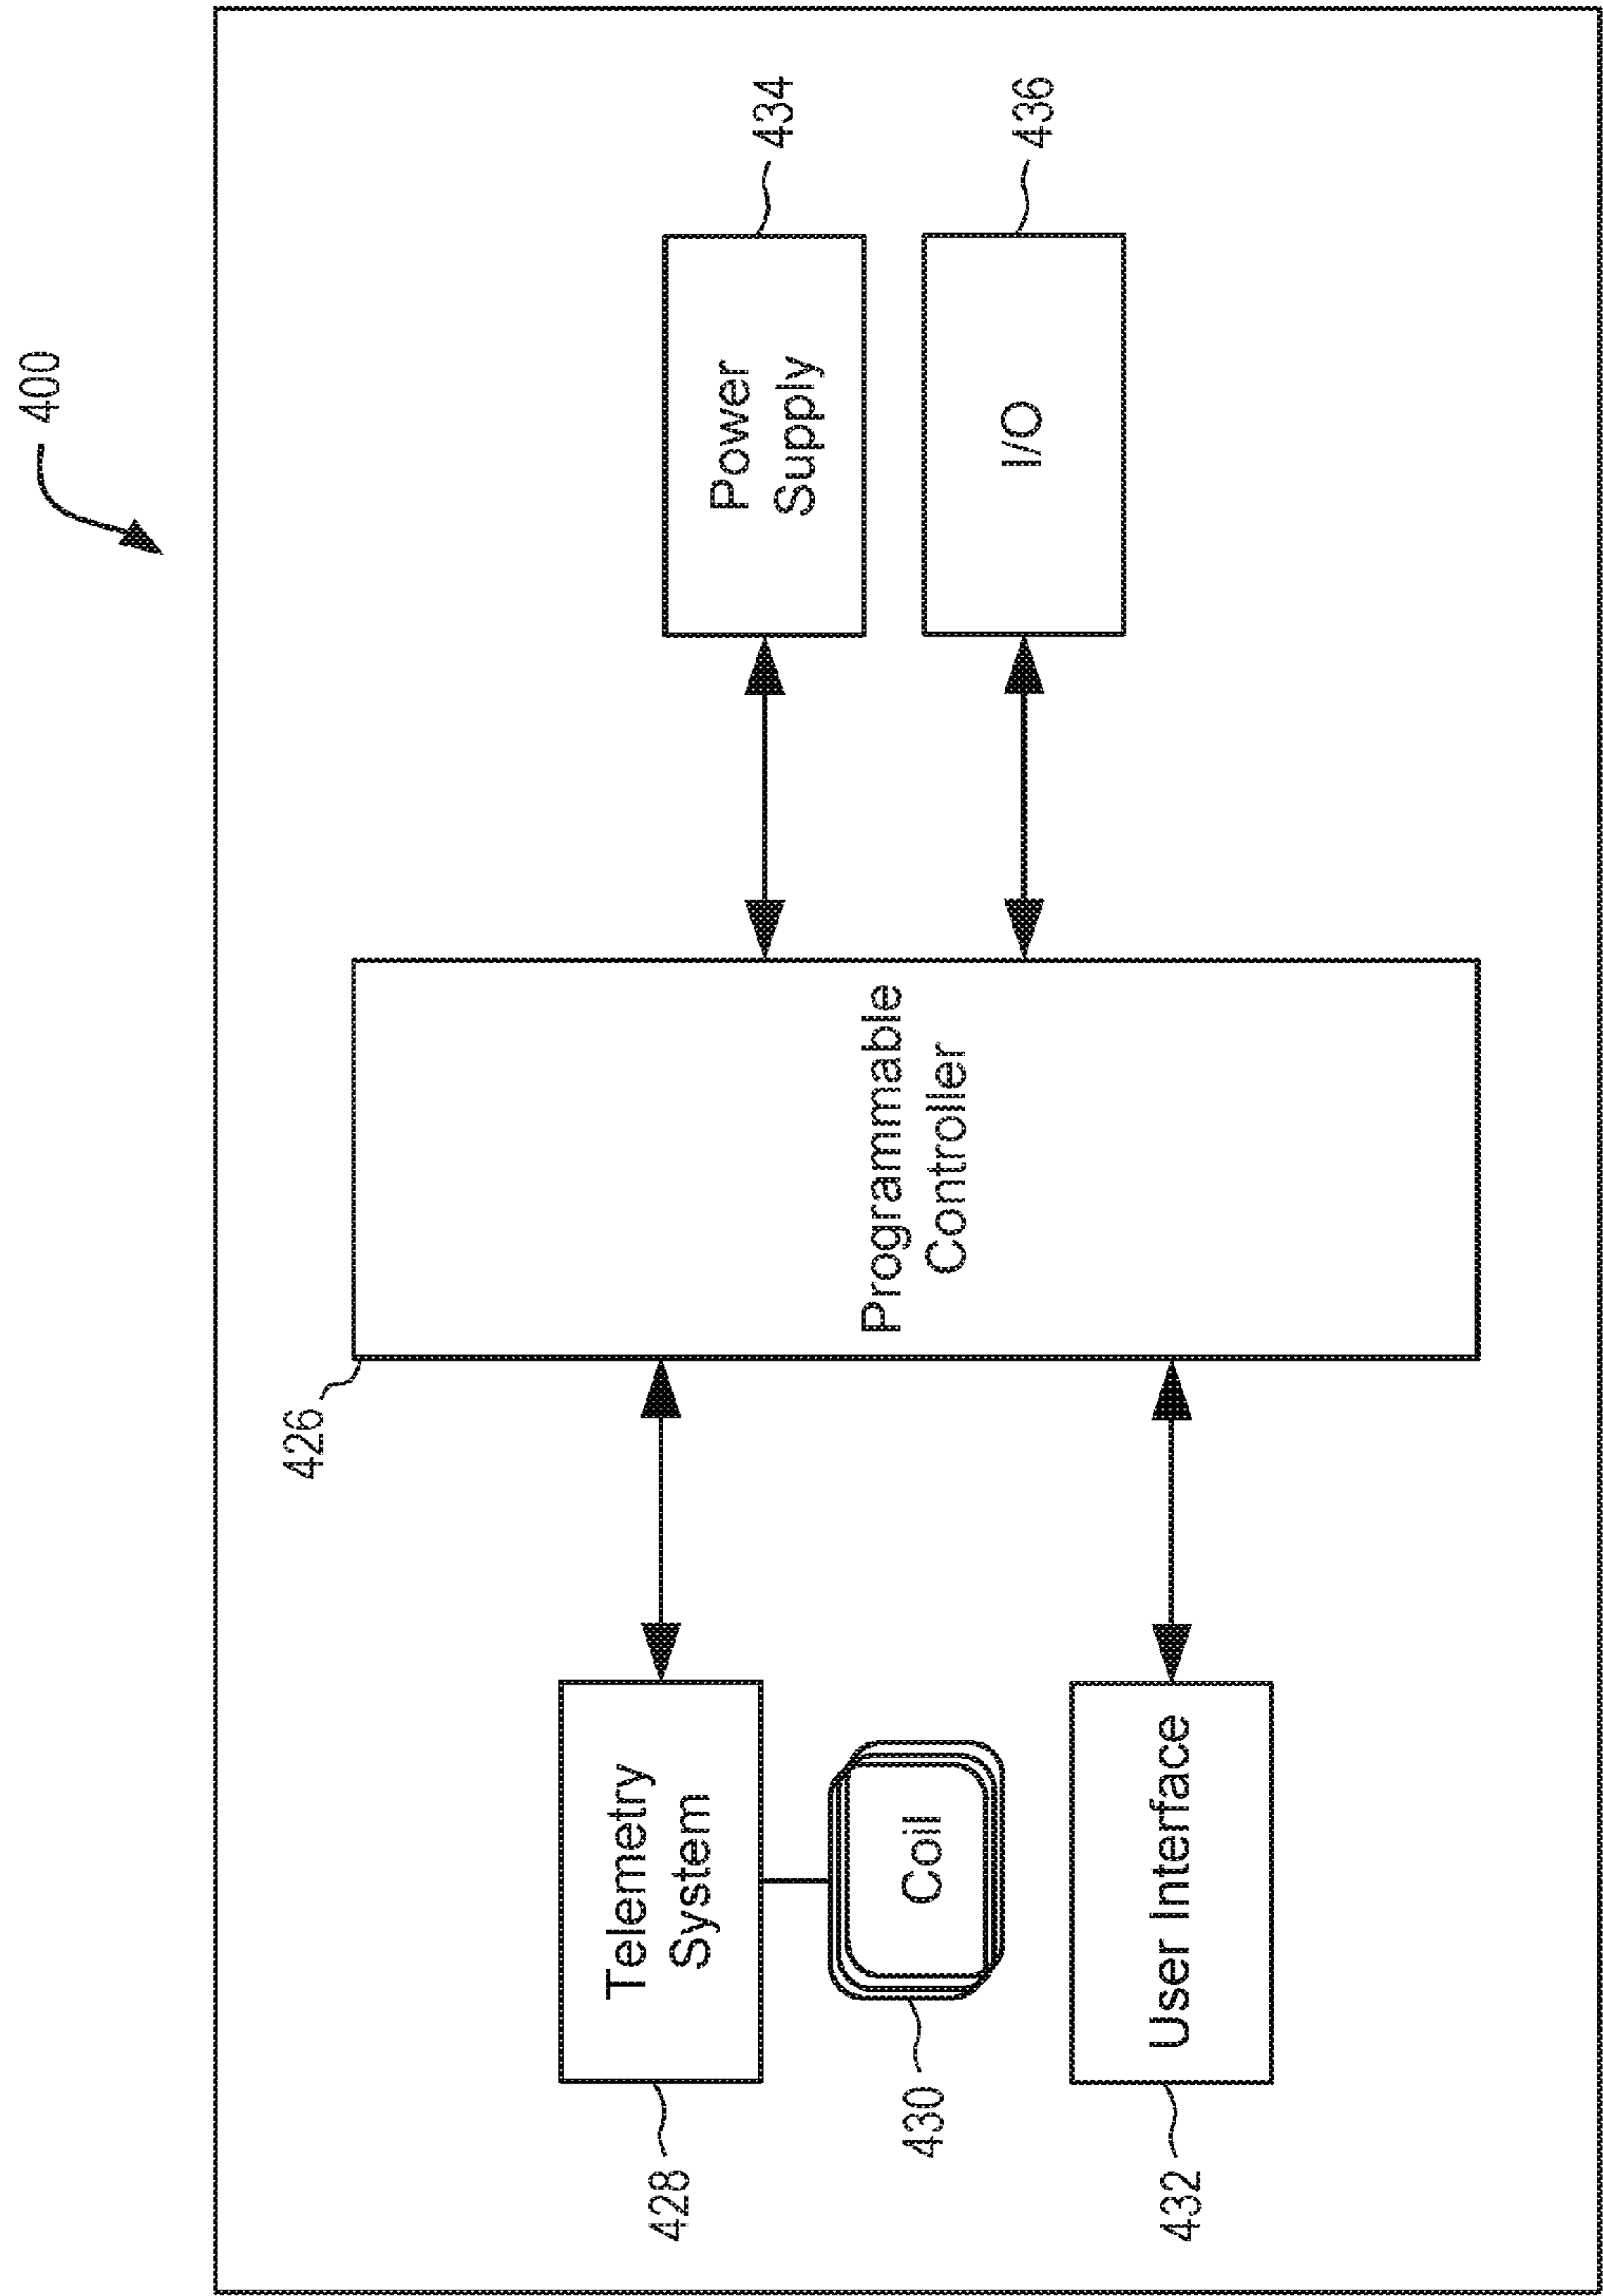 400
426
428
Telemetry
System
Programmable
Controller
Power
Supply
434
430
Coil
I/O
436
432
User Interface